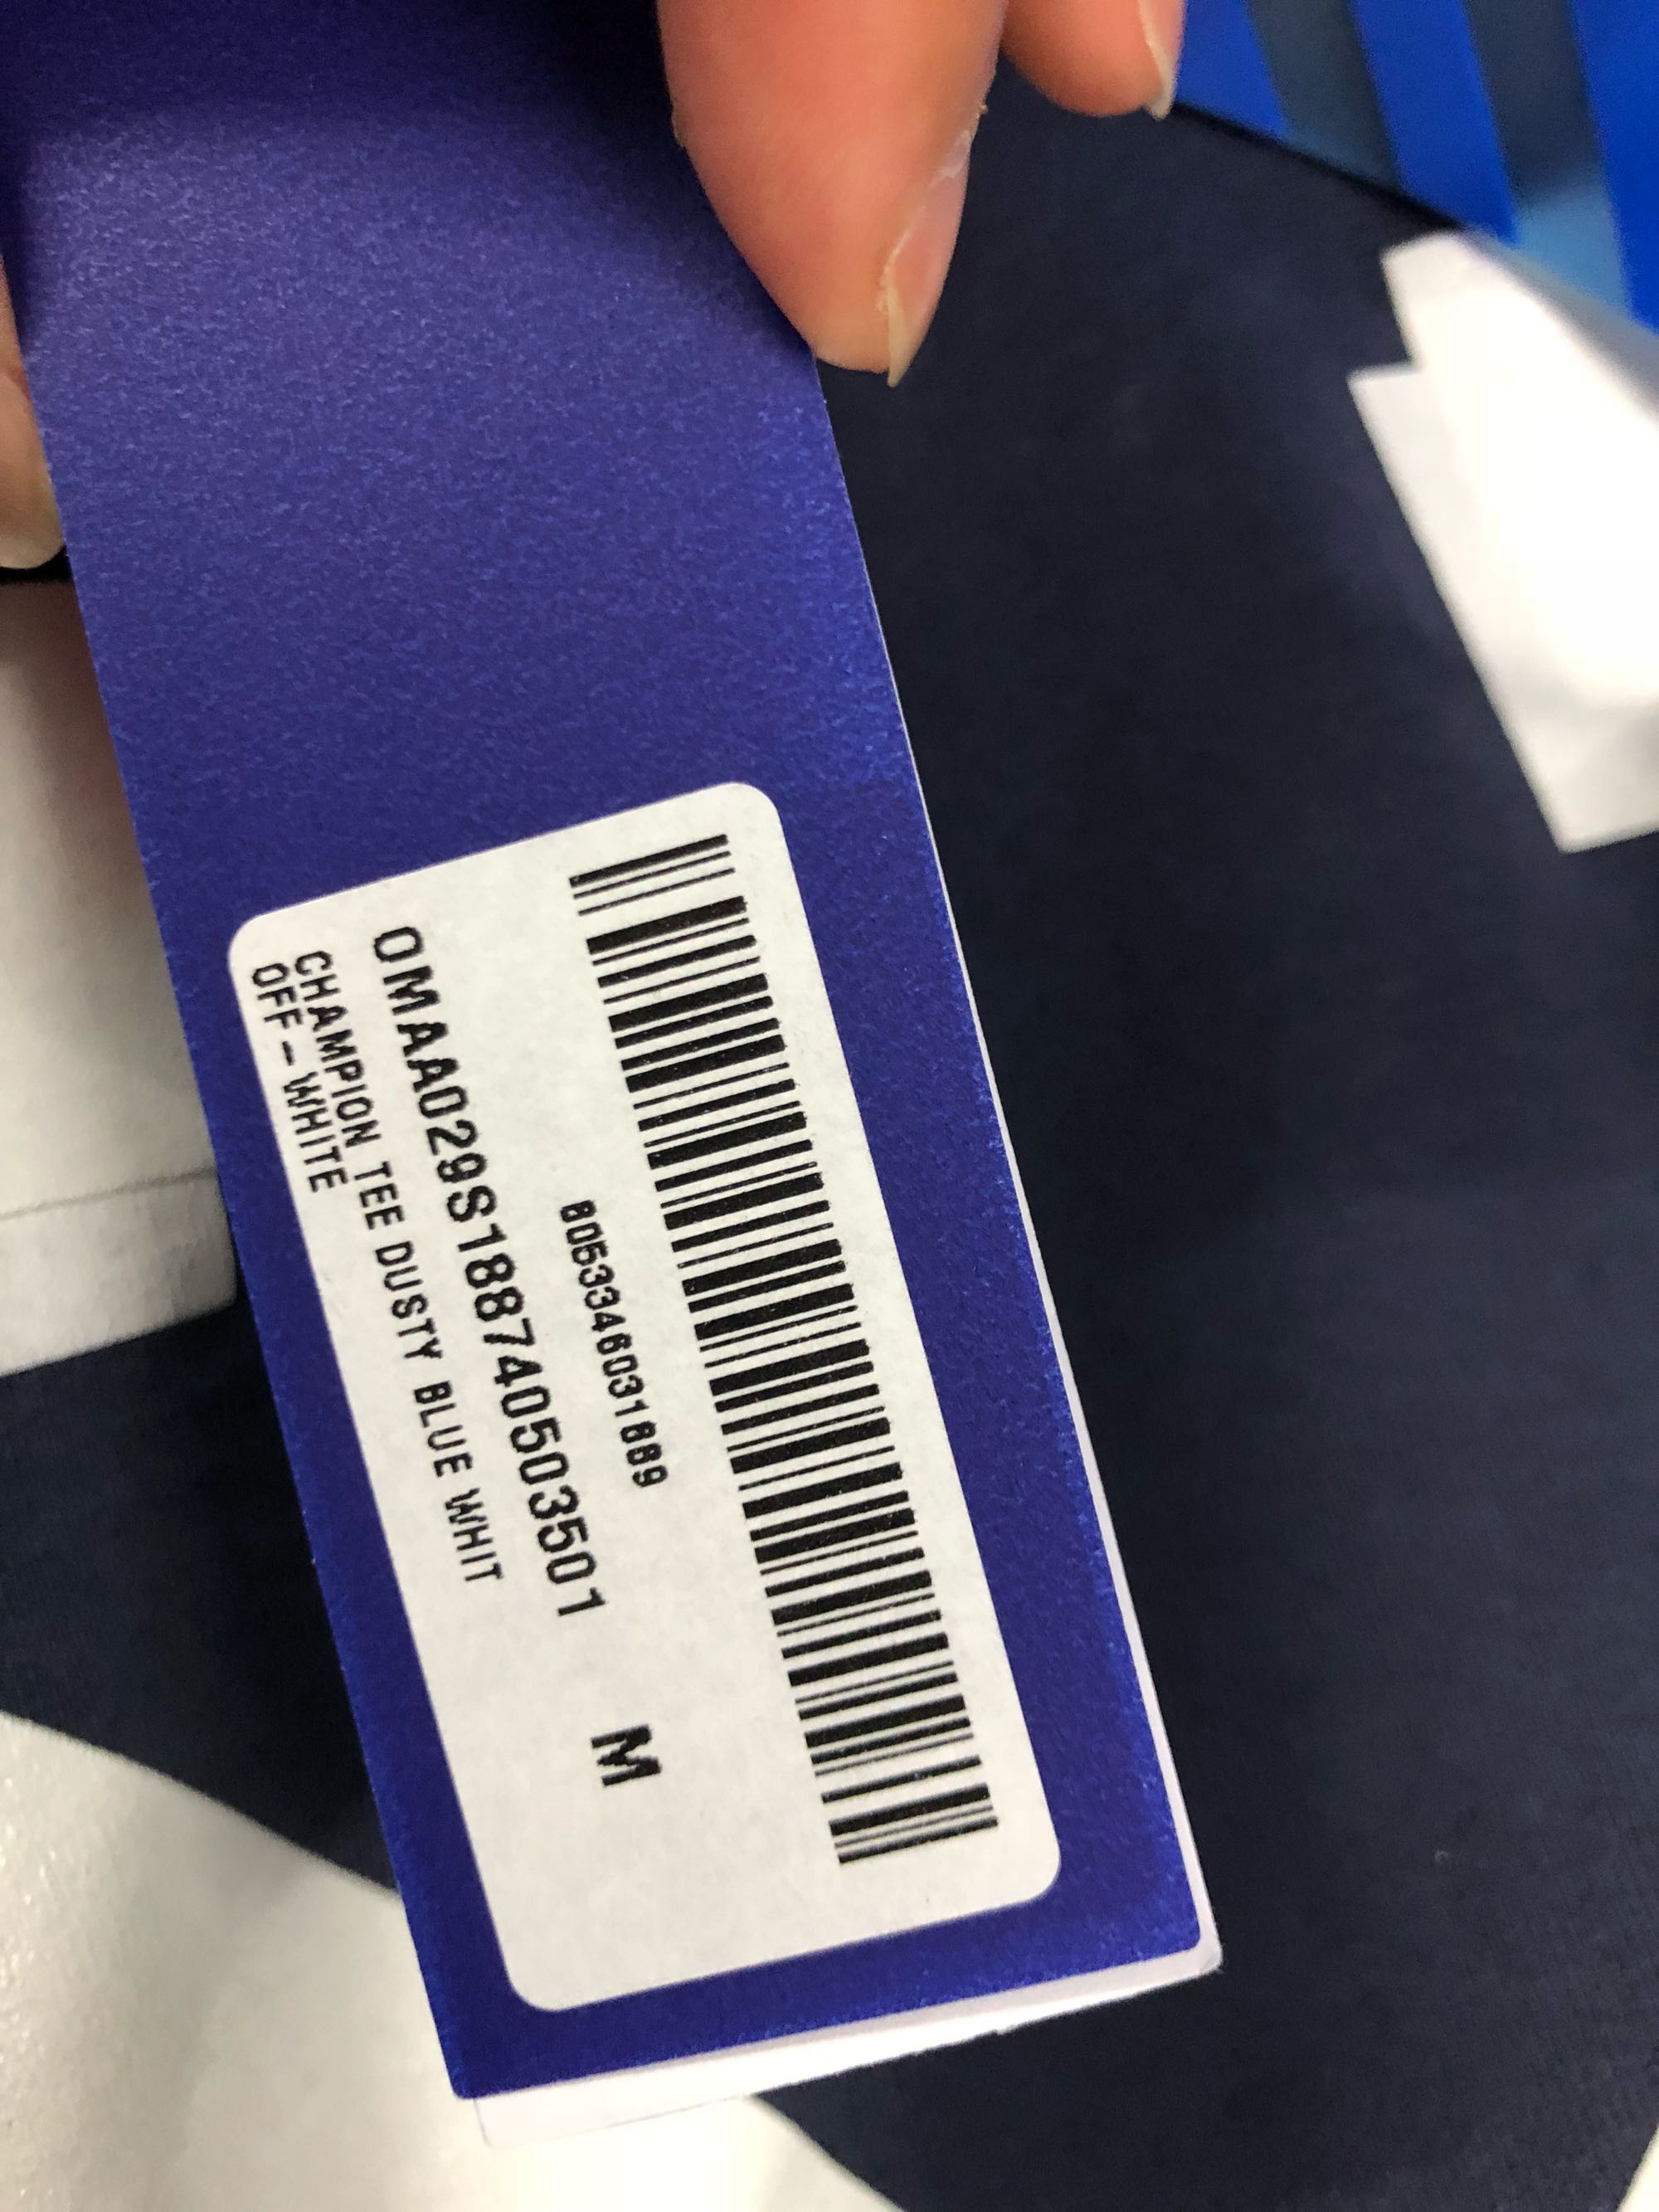 8053346031889
OMAA029S188740503501 M
CHAMPION TEE DUSTY BLUE WHIT
OFF-WHITE